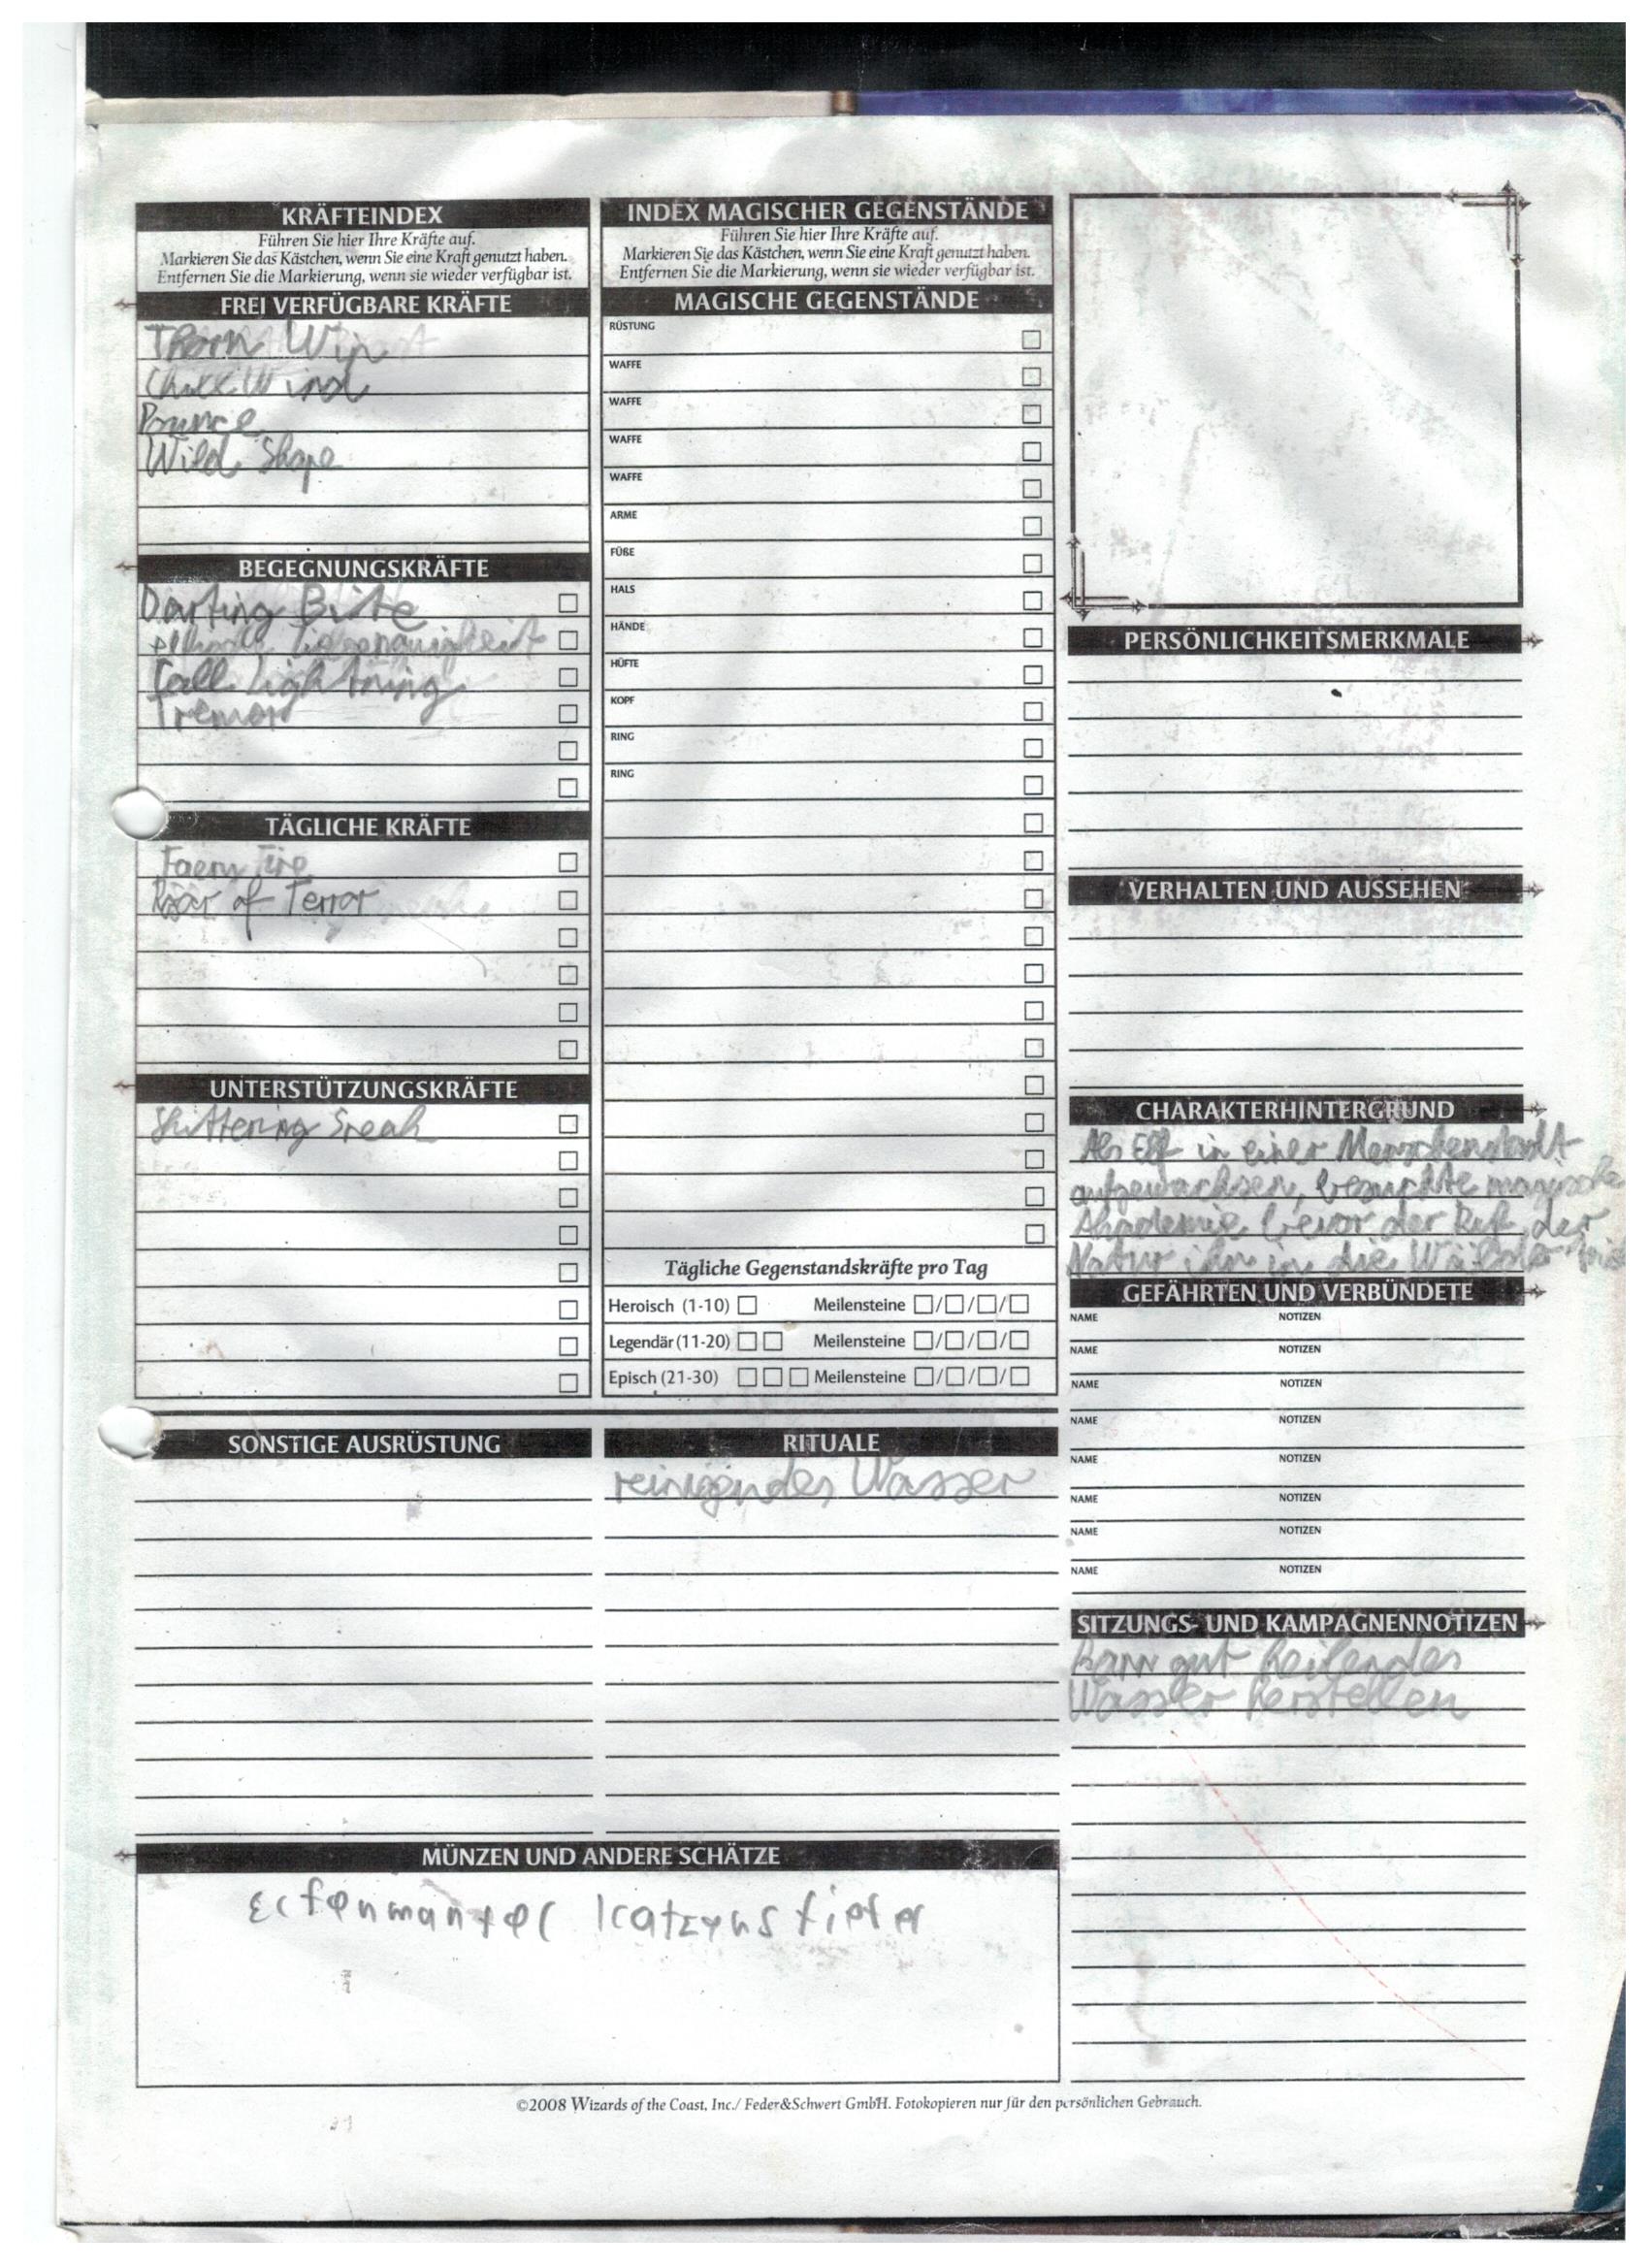 KRÄFTEINDEX
Führen Sie hier Ihre Kräfte auf.
Markieren Sie das Kästchen, wenn Sie eine Kraft genutzt haben.
Entfernen Sie die Markierung, wenn sie wieder verfügbar ist.
FREI VERFÜGBARE KRÄFTE
Thorn Win
Chill Wind
Pounce
Wild Shape
BEGEGNUNGSKRÄFTE
Darting Bite
Call Lightning
Tremor
TÄGLICHE KRÄFTE
Faern Fire
Roar of Terror
UNTERSTÜTZUNGSKRÄFTE
Skittering Sneak
INDEX MAGISCHER GEGENSTÄNDE
Führen Sie hier Ihre Kräfte auf.
Markieren Sie das Kästchen, wenn Sie eine Kraft genutzt haben.
Entfernen Sie die Markierung, wenn sie wieder verfügbar ist.
MAGISCHE GEGENSTÄNDE
RÜSTUNG
WAFFE
WAFFE
WAFFE
WAFFE
ARME
FÜßE
HALS
HÄNDE
HÜFTE
KOPF
RING
RING
Tägliche Gegenstandskräfte pro Tag
Heroisch (1-10) Meilensteine / / /
Legendär (11-20) Meilensteine / / /
Episch (21-30) Meilensteine / / /
PERSÖNLICHKEITSMERKMALE
VERHALTEN UND AUSSEHEN
CHARAKTERHINTERGRUND
Als Elf in einer Menschenstadt
aufgewachsen, besuchte magische
Akademie bevor der Ruf der
Natur ihn in die Wälder
GEFÄHRTEN UND VERBÜNDETE
NAME NOTIZEN
NAME NOTIZEN
NAME NOTIZEN
NAME NOTIZEN
NAME NOTIZEN
NAME NOTIZEN
NAME NOTIZEN
NAME NOTIZEN
SONSTIGE AUSRÜSTUNG
RITUALE
reinigendes Wasser
SITZUNGS- UND KAMPAGNENNOTIZEN
kann gut heilendes
Wasser herstellen
MÜNZEN UND ANDERE SCHÄTZE
Elfenmantel Katzenstiefel
©2008 Wizards of the Coast, Inc./ Feder&Schwert GmbH. Fotokopieren nur für den persönlichen Gebrauch.